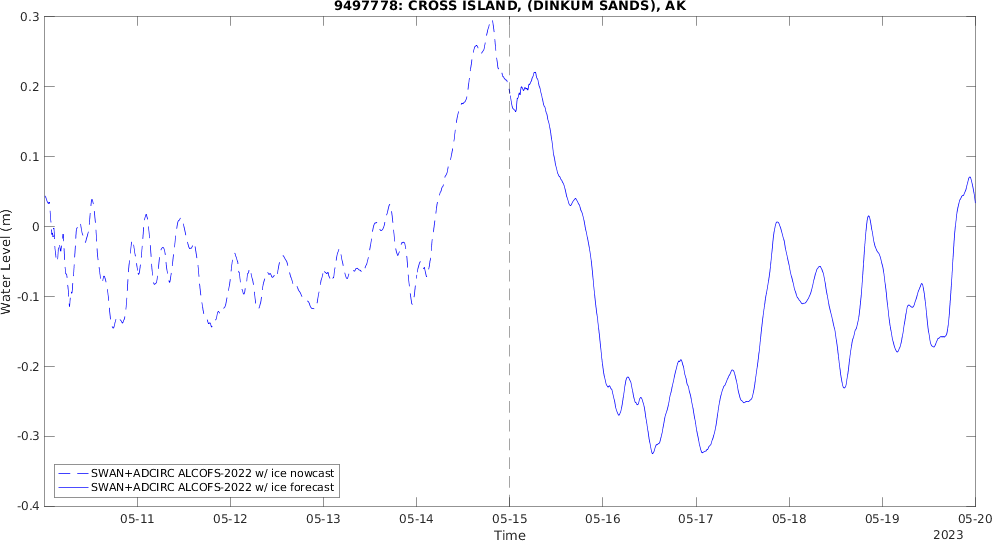 9497778: CROSS ISLAND, (DINKUM SANDS), AK
0.3
0.2
0.1
0
-0.1
-0.2
-0.3
-0.4
Water Level (m)
SWAN+ADCIRC ALCOFS-2022 w/ ice nowcast
SWAN+ADCIRC ALCOFS-2022 w/ ice forecast
05-11 05-12 05-13 05-14 05-15 05-16 05-17 05-18 05-19 05-20
Time
2023